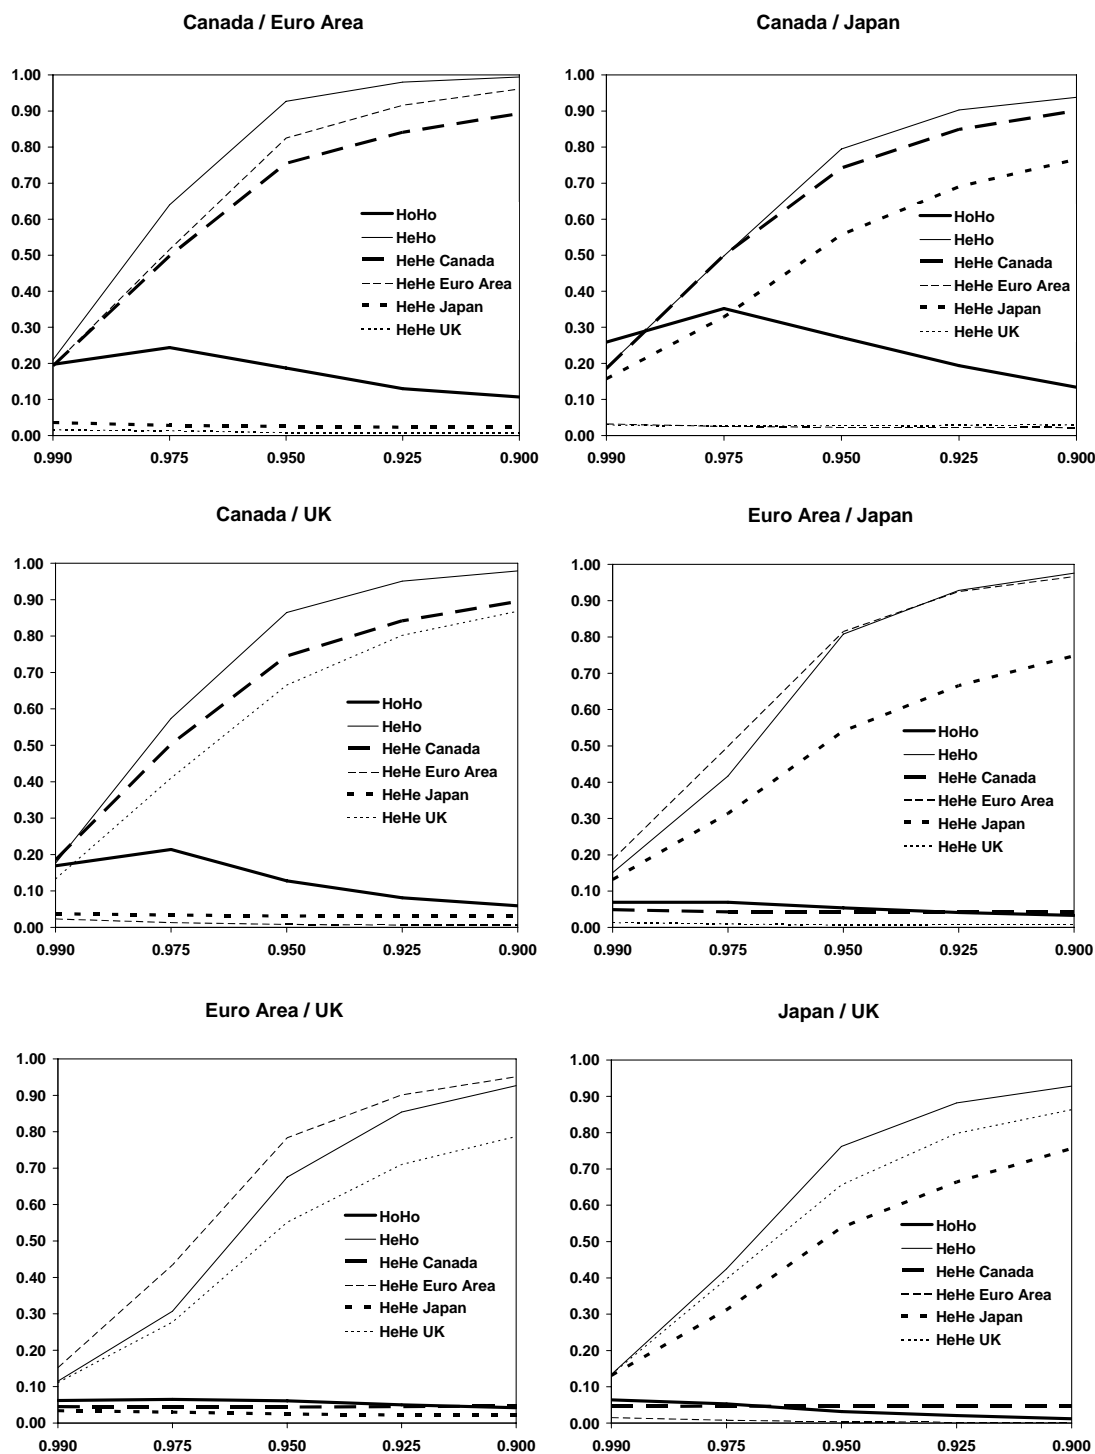 Canada / Euro Area
1.00
0.90
0.80
0.70
0.60
0.50
0.40
0.30
0.20
0.10
0.00
0.990 0.975 0.950 0.925 0.900
HoHo
HeHo
HeHe Canada
HeHe Euro Area
HeHe Japan
HeHe UK
Canada / Japan
1.00
0.90
0.80
0.70
0.60
0.50
0.40
0.30
0.20
0.10
0.00
0.990 0.975 0.950 0.925 0.900
HoHo
HeHo
HeHe Canada
HeHe Euro Area
HeHe Japan
HeHe UK
Canada / UK
1.00
0.90
0.80
0.70
0.60
0.50
0.40
0.30
0.20
0.10
0.00
0.990 0.975 0.950 0.925 0.900
HoHo
HeHo
HeHe Canada
HeHe Euro Area
HeHe Japan
HeHe UK
Euro Area / Japan
1.00
0.90
0.80
0.70
0.60
0.50
0.40
0.30
0.20
0.10
0.00
0.990 0.975 0.950 0.925 0.900
HoHo
HeHo
HeHe Canada
HeHe Euro Area
HeHe Japan
HeHe UK
Euro Area / UK
1.00
0.90
0.80
0.70
0.60
0.50
0.40
0.30
0.20
0.10
0.00
0.990 0.975 0.950 0.925 0.900
HoHo
HeHo
HeHe Canada
HeHe Euro Area
HeHe Japan
HeHe UK
Japan / UK
1.00
0.90
0.80
0.70
0.60
0.50
0.40
0.30
0.20
0.10
0.00
0.990 0.975 0.950 0.925 0.900
HoHo
HeHo
HeHe Canada
HeHe Euro Area
HeHe Japan
HeHe UK